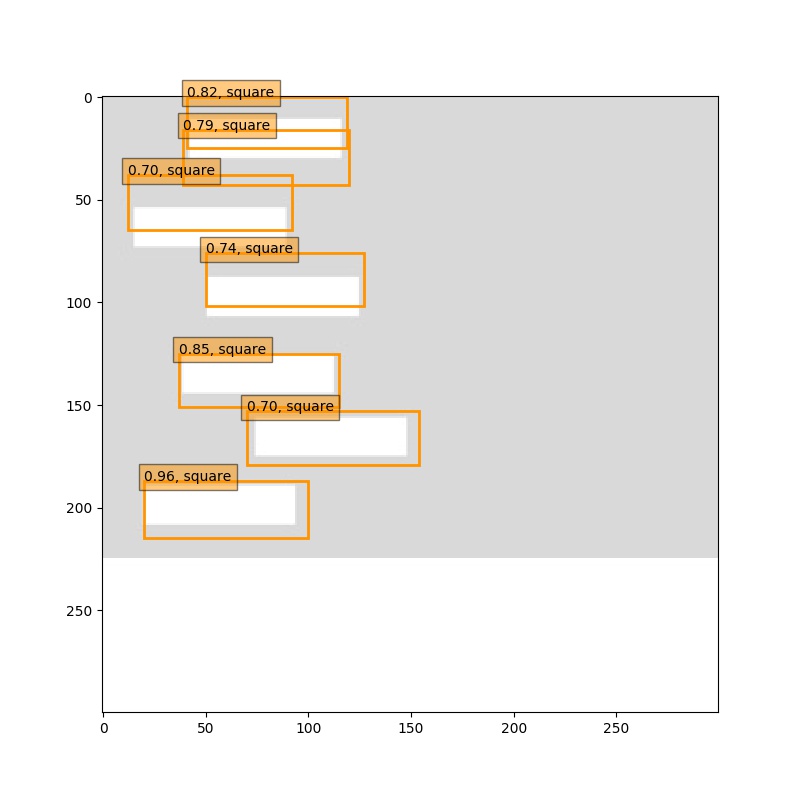 0.82, square
0
0.79, square
0.70, square
50
0.74, square
100
0.85, square
150
0.70, square
0.96, square
200
250
0 50 100 150 200 250